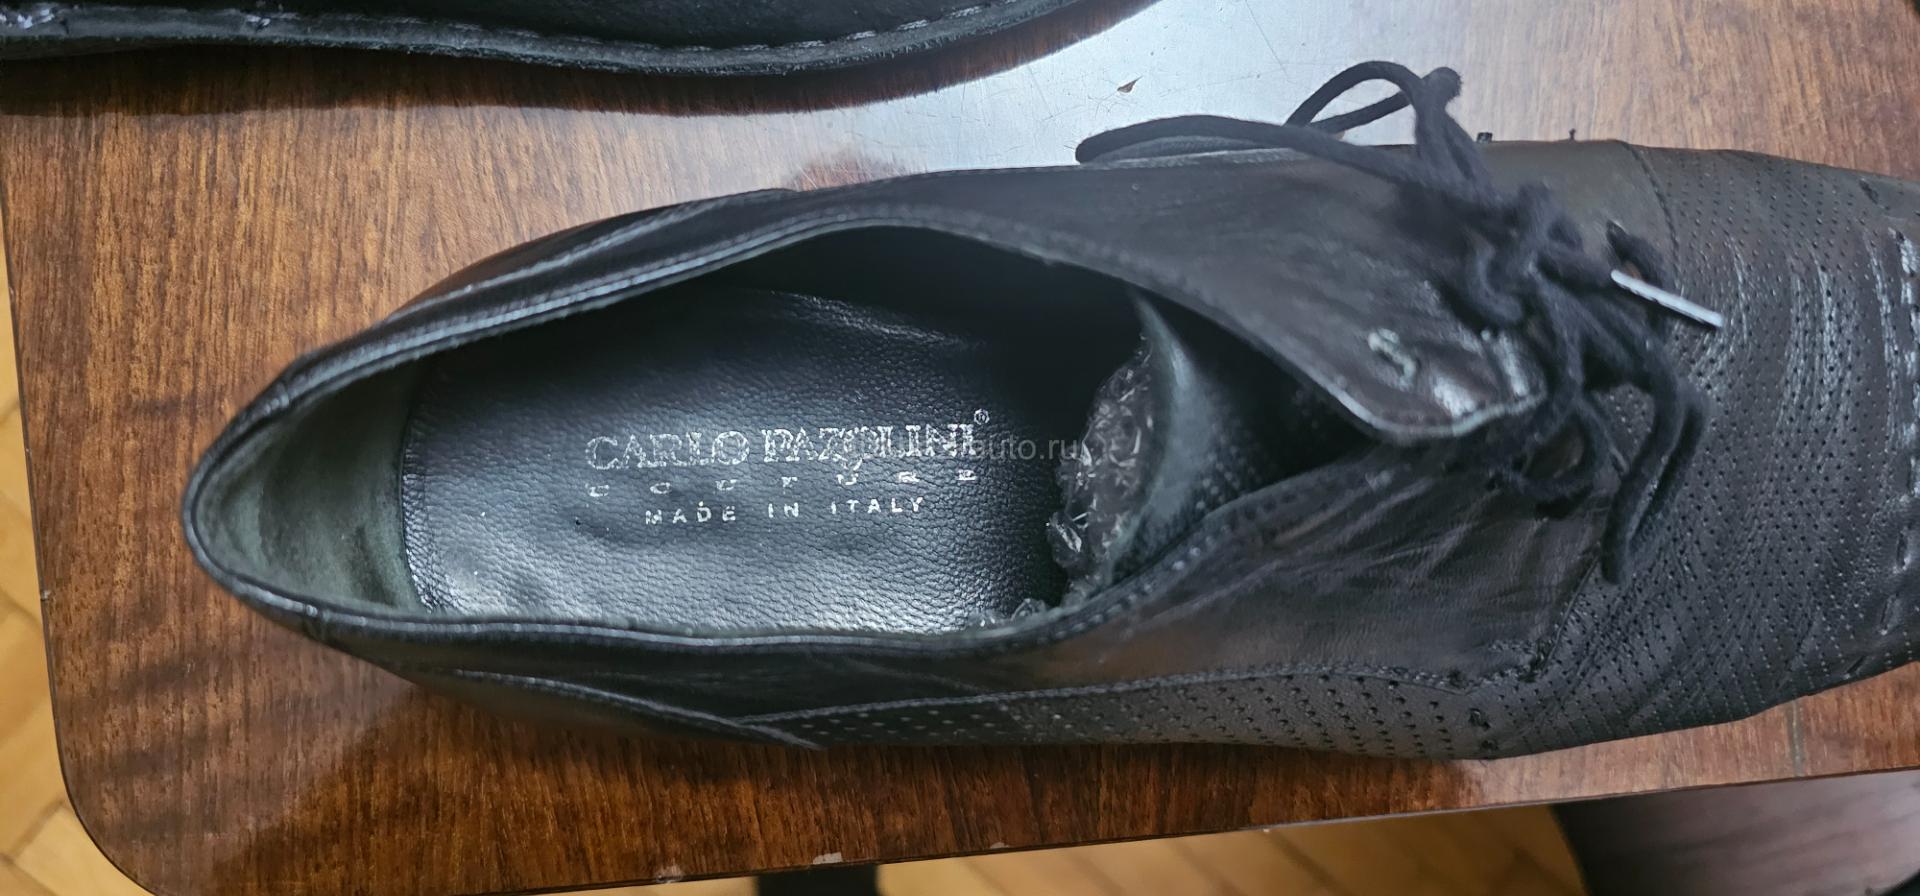 CARLO PAZOLINI®
COUTURE
MADE IN ITALY
auto.ru